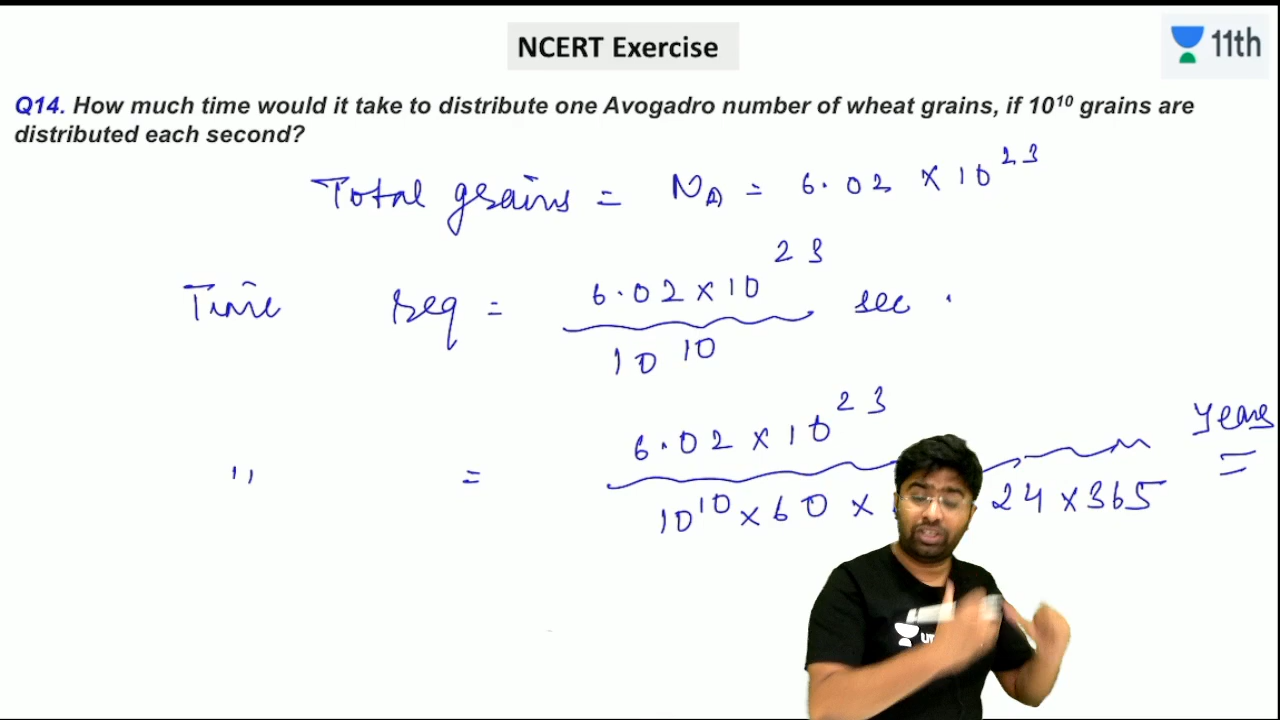 NCERT Exercise
11th
Q14. How much time would it take to distribute one Avogadro number of wheat grains, if 10¹⁰ grains are
distributed each second?
Total grains = N_A = 6.02 × 10²³
Time req = 6.02 × 10²³ sec.
10¹⁰
" = 6.02 × 10²³ years
10¹⁰ × 60 × 24 × 365